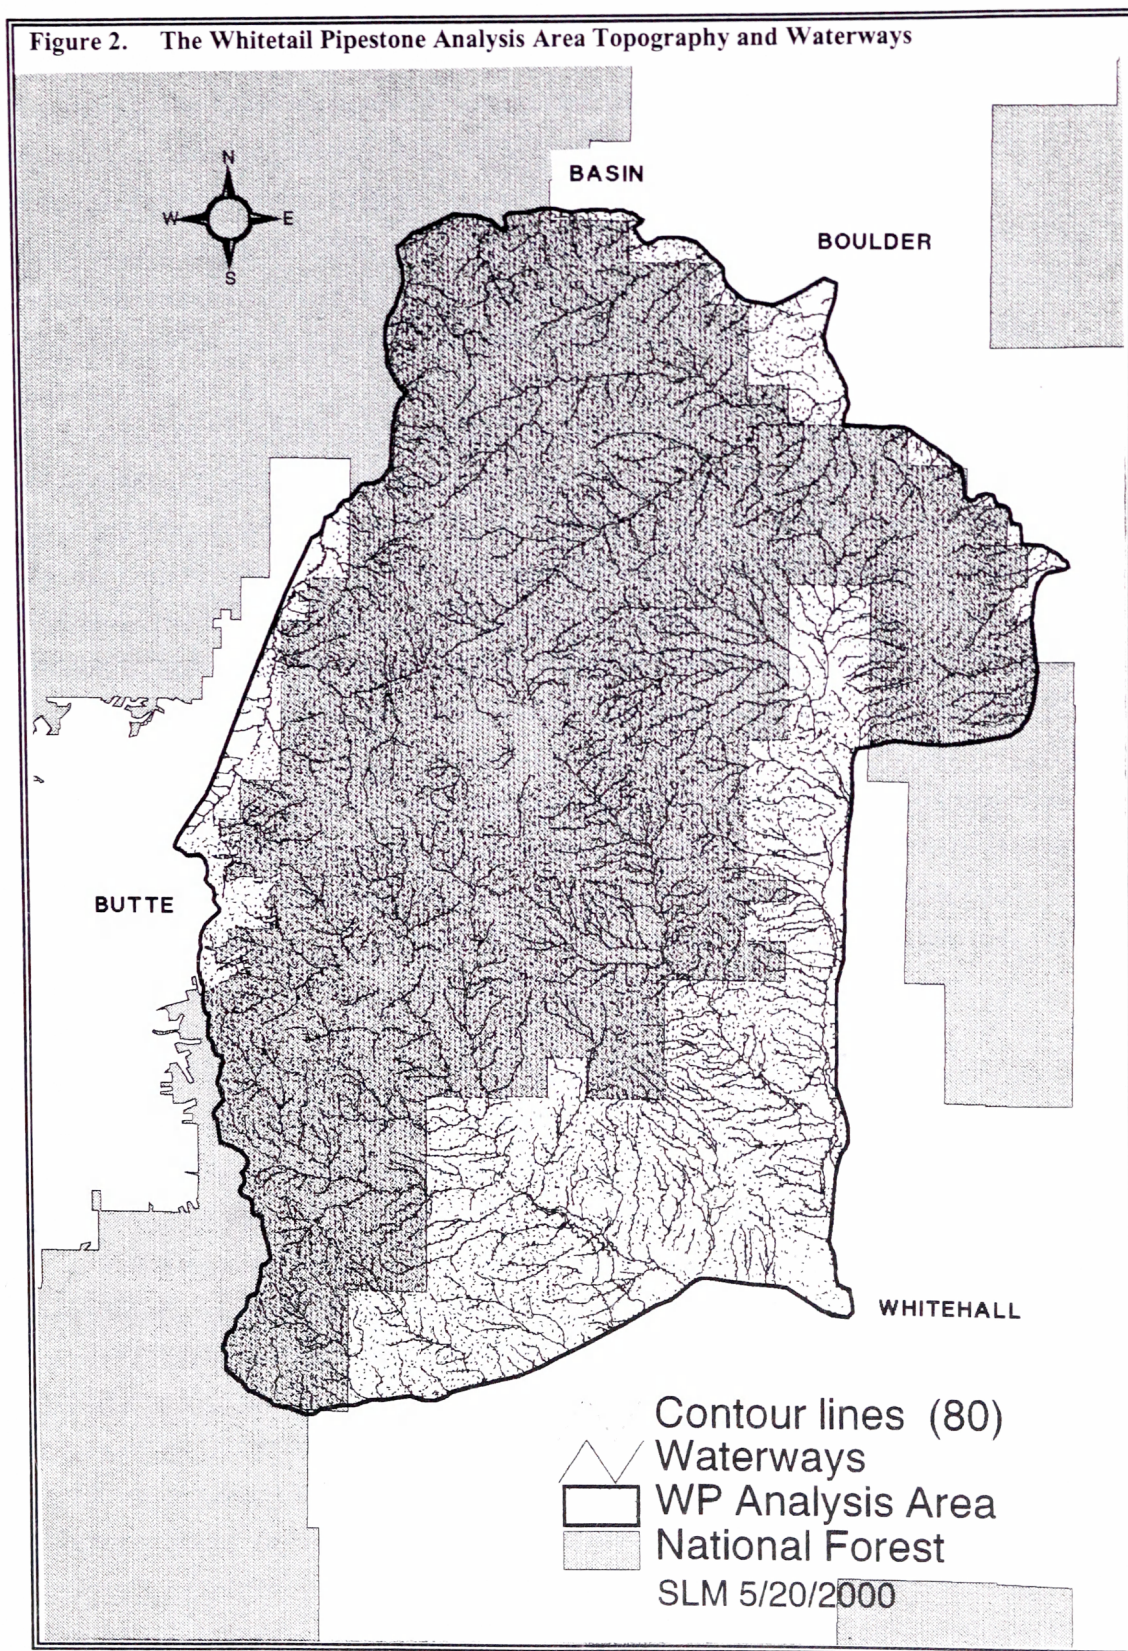 Figure 2. The Whitetail Pipestone Analysis Area Topography and Waterways
N
W E
S
BASIN
BOULDER
BUTTE
WHITEHALL
Contour lines (80)
Waterways
WP Analysis Area
National Forest
SLM 5/20/2000